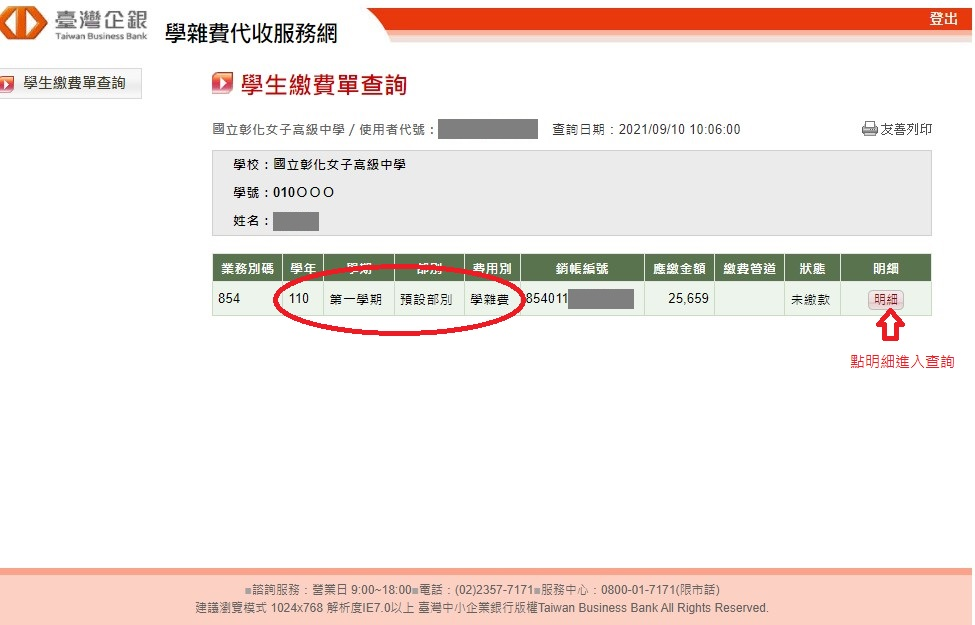 臺灣企銀
Taiwan Business Bank
學雜費代收服務網
登出
學生繳費單查詢
學生繳費單查詢
國立彰化女子高級中學 / 使用者代號： 查詢日期：2021/09/10 10:06:00 友善列印
學校：國立彰化女子高級中學
學號：010○○○
姓名：
業務別碼 學年 學期 部別 費用別 銷帳編號 應繳金額 繳費管道 狀態 明細
854 110 第一學期 預設部別 學雜費 854011 25,659 未繳款 明細
點明細進入查詢
■諮詢服務：營業日 9:00~18:00■電話：(02)2357-7171■服務中心：0800-01-7171(限市話)
建議瀏覽模式 1024x768 解析度IE7.0以上 臺灣中小企業銀行版權Taiwan Business Bank All Rights Reserved.